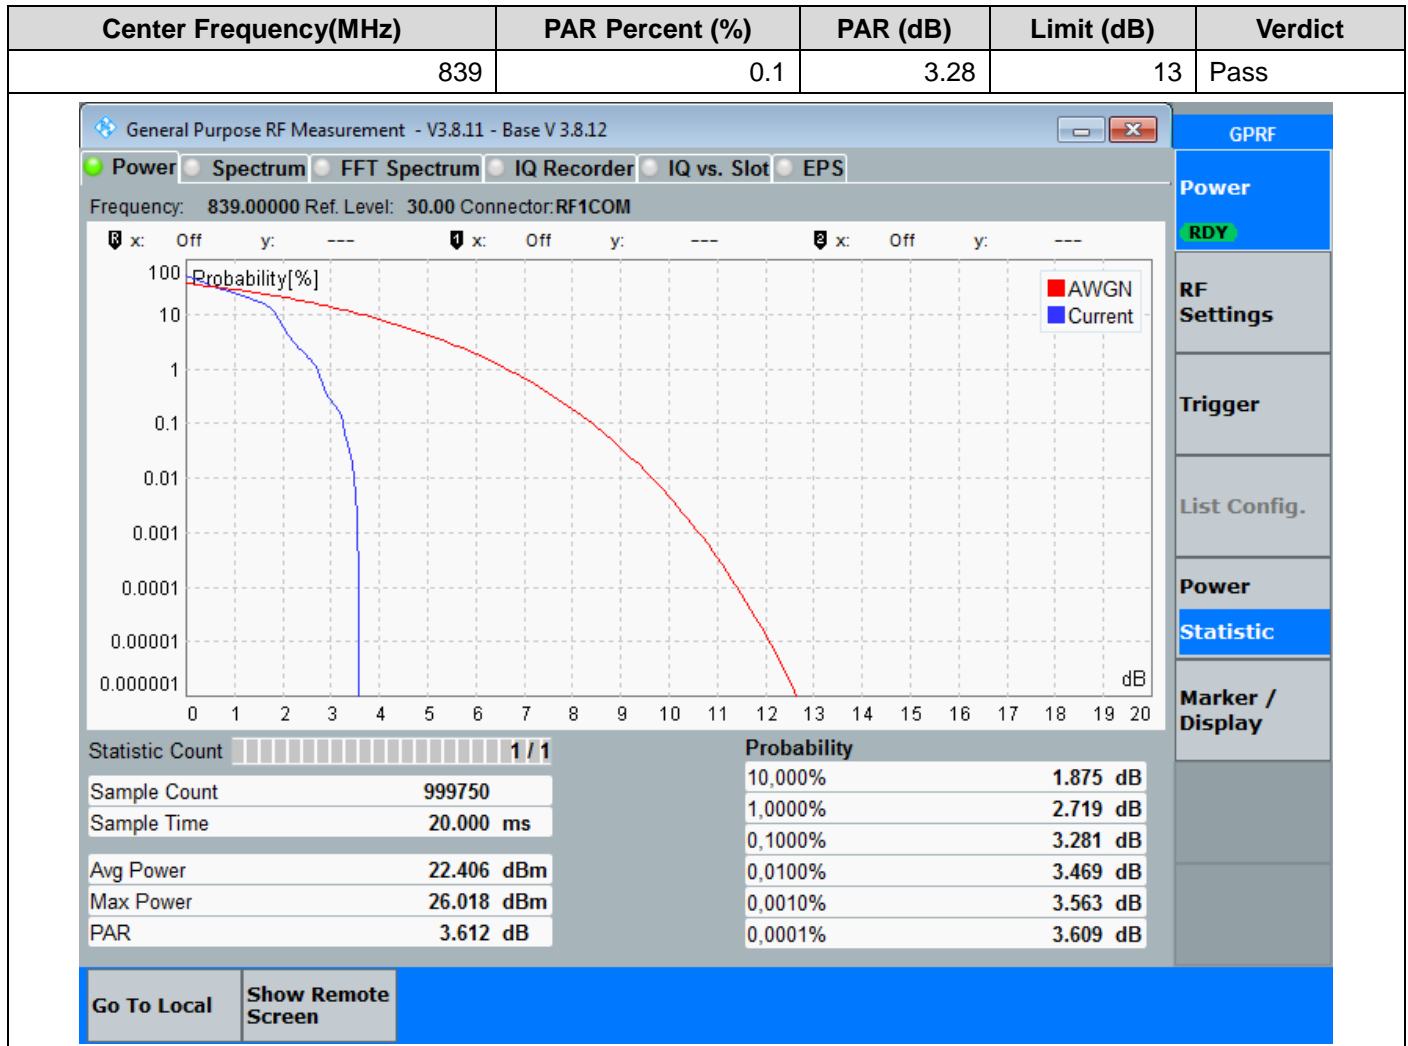 Center Frequency(MHz) PAR Percent (%) PAR (dB) Limit (dB) Verdict
839 0.1 3.28 13 Pass
General Purpose RF Measurement - V3.8.11 - Base V 3.8.12
GPRF
Power Spectrum FFT Spectrum IQ Recorder IQ vs. Slot EPS
Frequency: 839.00000 Ref. Level: 30.00 Connector: RF1COM
R x: Off y: --- 1 x: Off y: --- 2 x: Off y: ---
Probability[%]
AWGN
Current
100
10
1
0.1
0.01
0.001
0.0001
0.00001
0.000001
dB
0 1 2 3 4 5 6 7 8 9 10 11 12 13 14 15 16 17 18 19 20
Statistic Count 1 / 1
Sample Count 999750
Sample Time 20.000 ms
Avg Power 22.406 dBm
Max Power 26.018 dBm
PAR 3.612 dB
Probability
10,000% 1.875 dB
1,0000% 2.719 dB
0,1000% 3.281 dB
0,0100% 3.469 dB
0,0010% 3.563 dB
0,0001% 3.609 dB
Power
RDY
RF
Settings
Trigger
List Config.
Power
Statistic
Marker /
Display
Go To Local
Show Remote
Screen